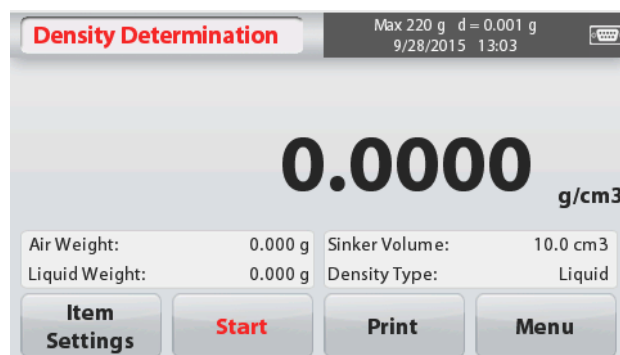 Density Determination
Max 220 g d = 0.001 g
9/28/2015 13:03
0.0000
g/cm3
Air Weight: 0.000 g Sinker Volume: 10.0 cm3
Liquid Weight: 0.000 g Density Type: Liquid
Item
Settings
Start
Print
Menu